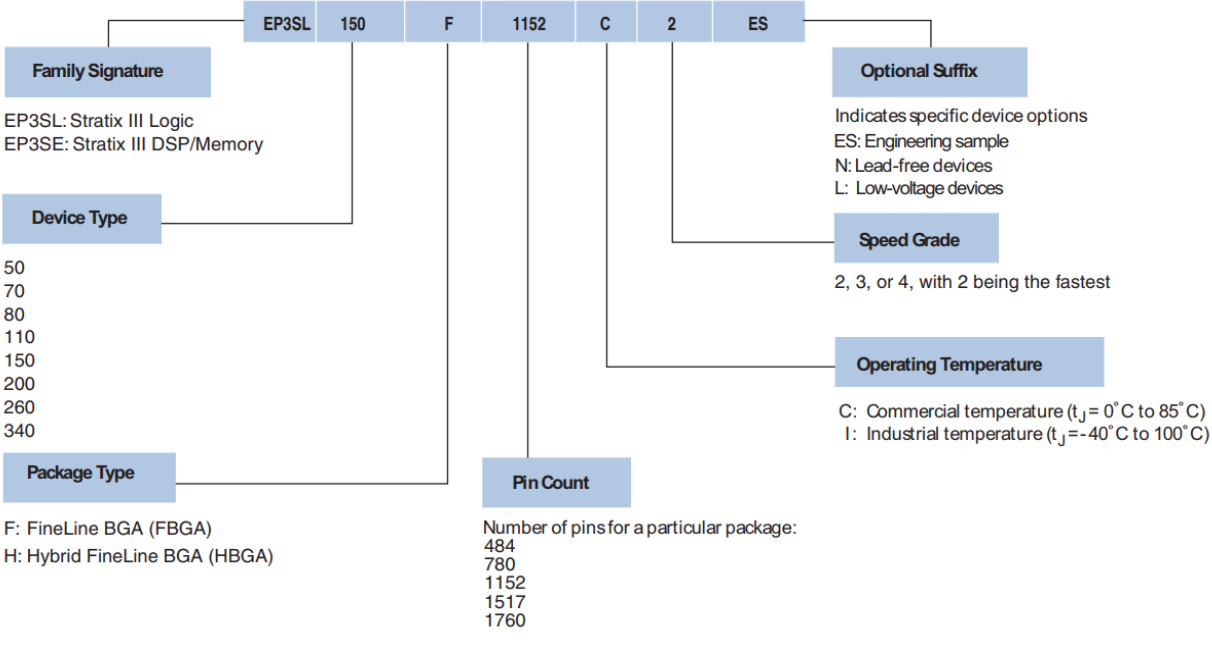 EP3SL 150 F 1152 C 2 ES
Family Signature
EP3SL: Stratix III Logic
EP3SE: Stratix III DSP/Memory
Device Type
50
70
80
110
150
200
260
340
Package Type
F: FineLine BGA (FBGA)
H: Hybrid FineLine BGA (HBGA)
Pin Count
Number of pins for a particular package:
484
780
1152
1517
1760
Optional Suffix
Indicates specific device options
ES: Engineering sample
N: Lead-free devices
L: Low-voltage devices
Speed Grade
2, 3, or 4, with 2 being the fastest
Operating Temperature
C: Commercial temperature (tJ = 0°C to 85°C)
I: Industrial temperature (tJ = -40°C to 100°C)